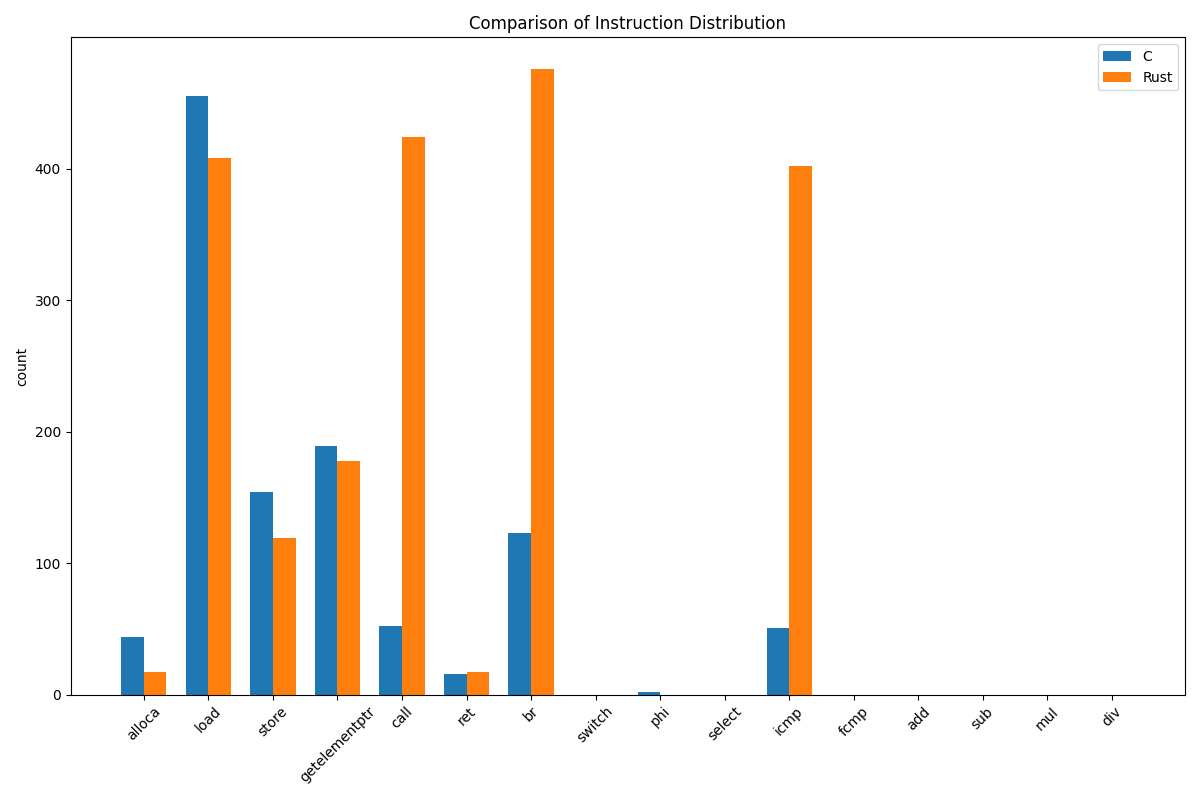 Comparison of Instruction Distribution
C
Rust
count
400
300
200
100
0
alloca
load
store
getelementptr
call
ret
br
switch
phi
select
icmp
fcmp
add
sub
mul
div